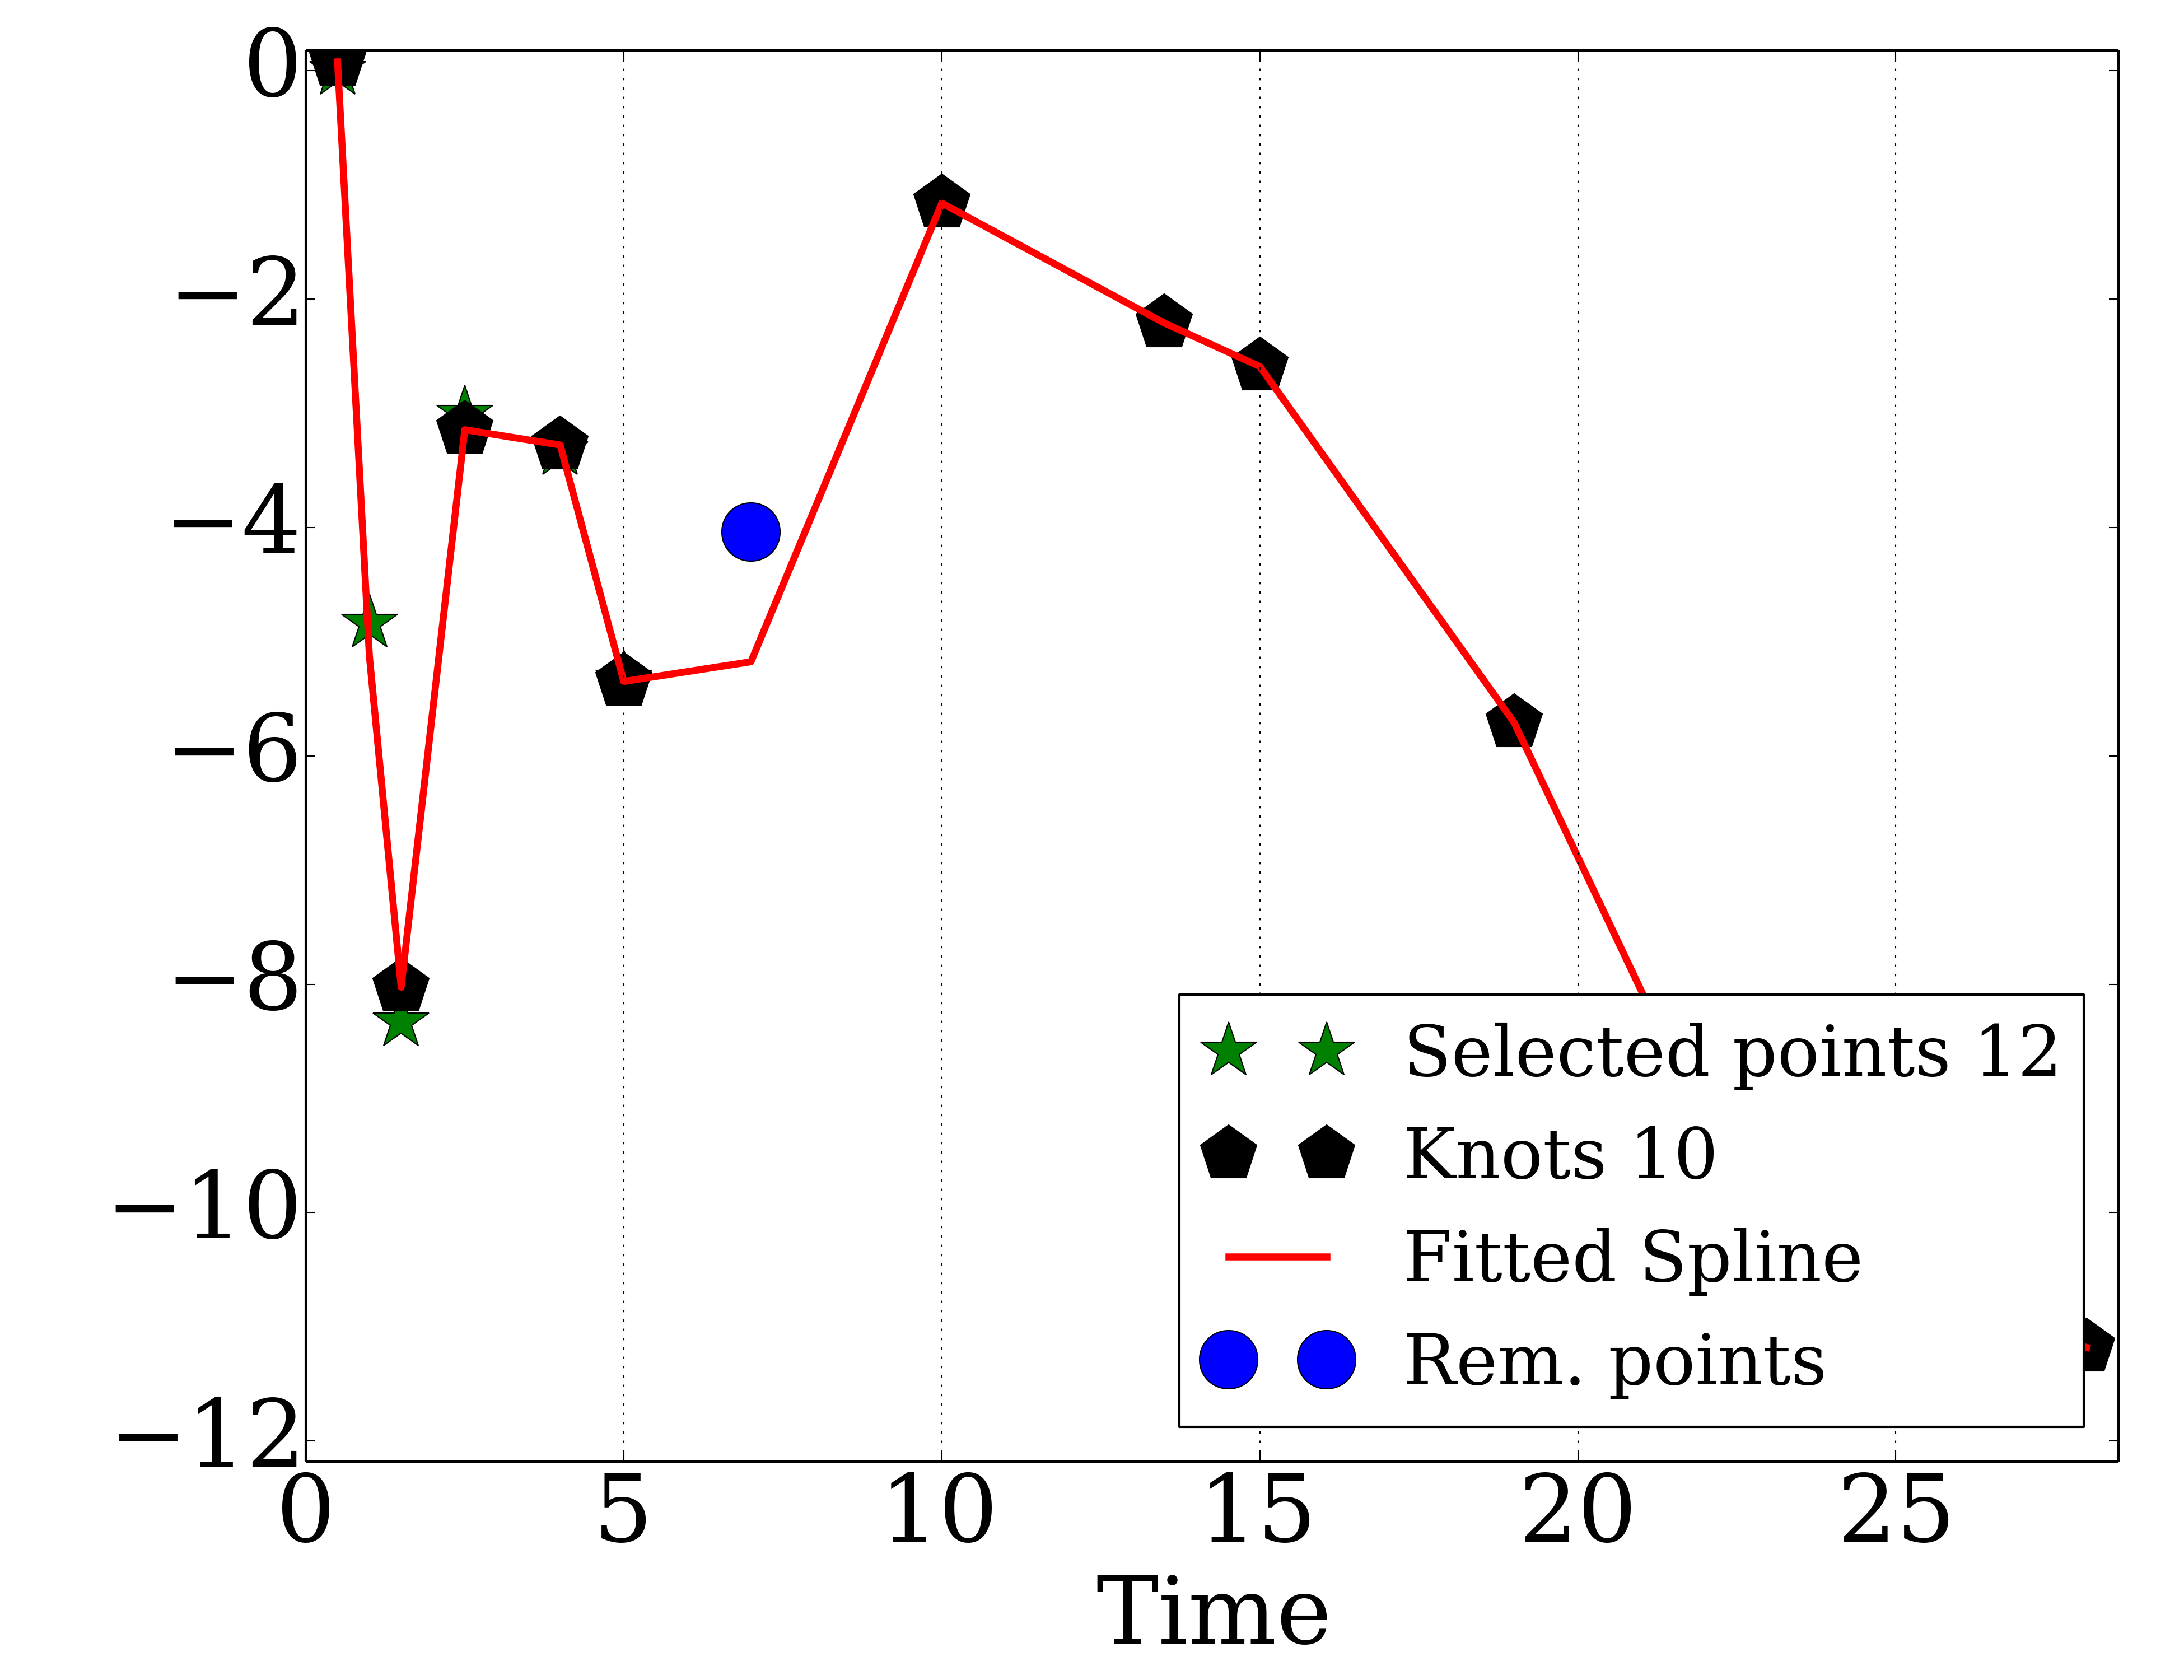 0
−2
−4
−6
−8
−10
−12
0 5 10 15 20 25
Time
Selected points 12
Knots 10
Fitted Spline
Rem. points